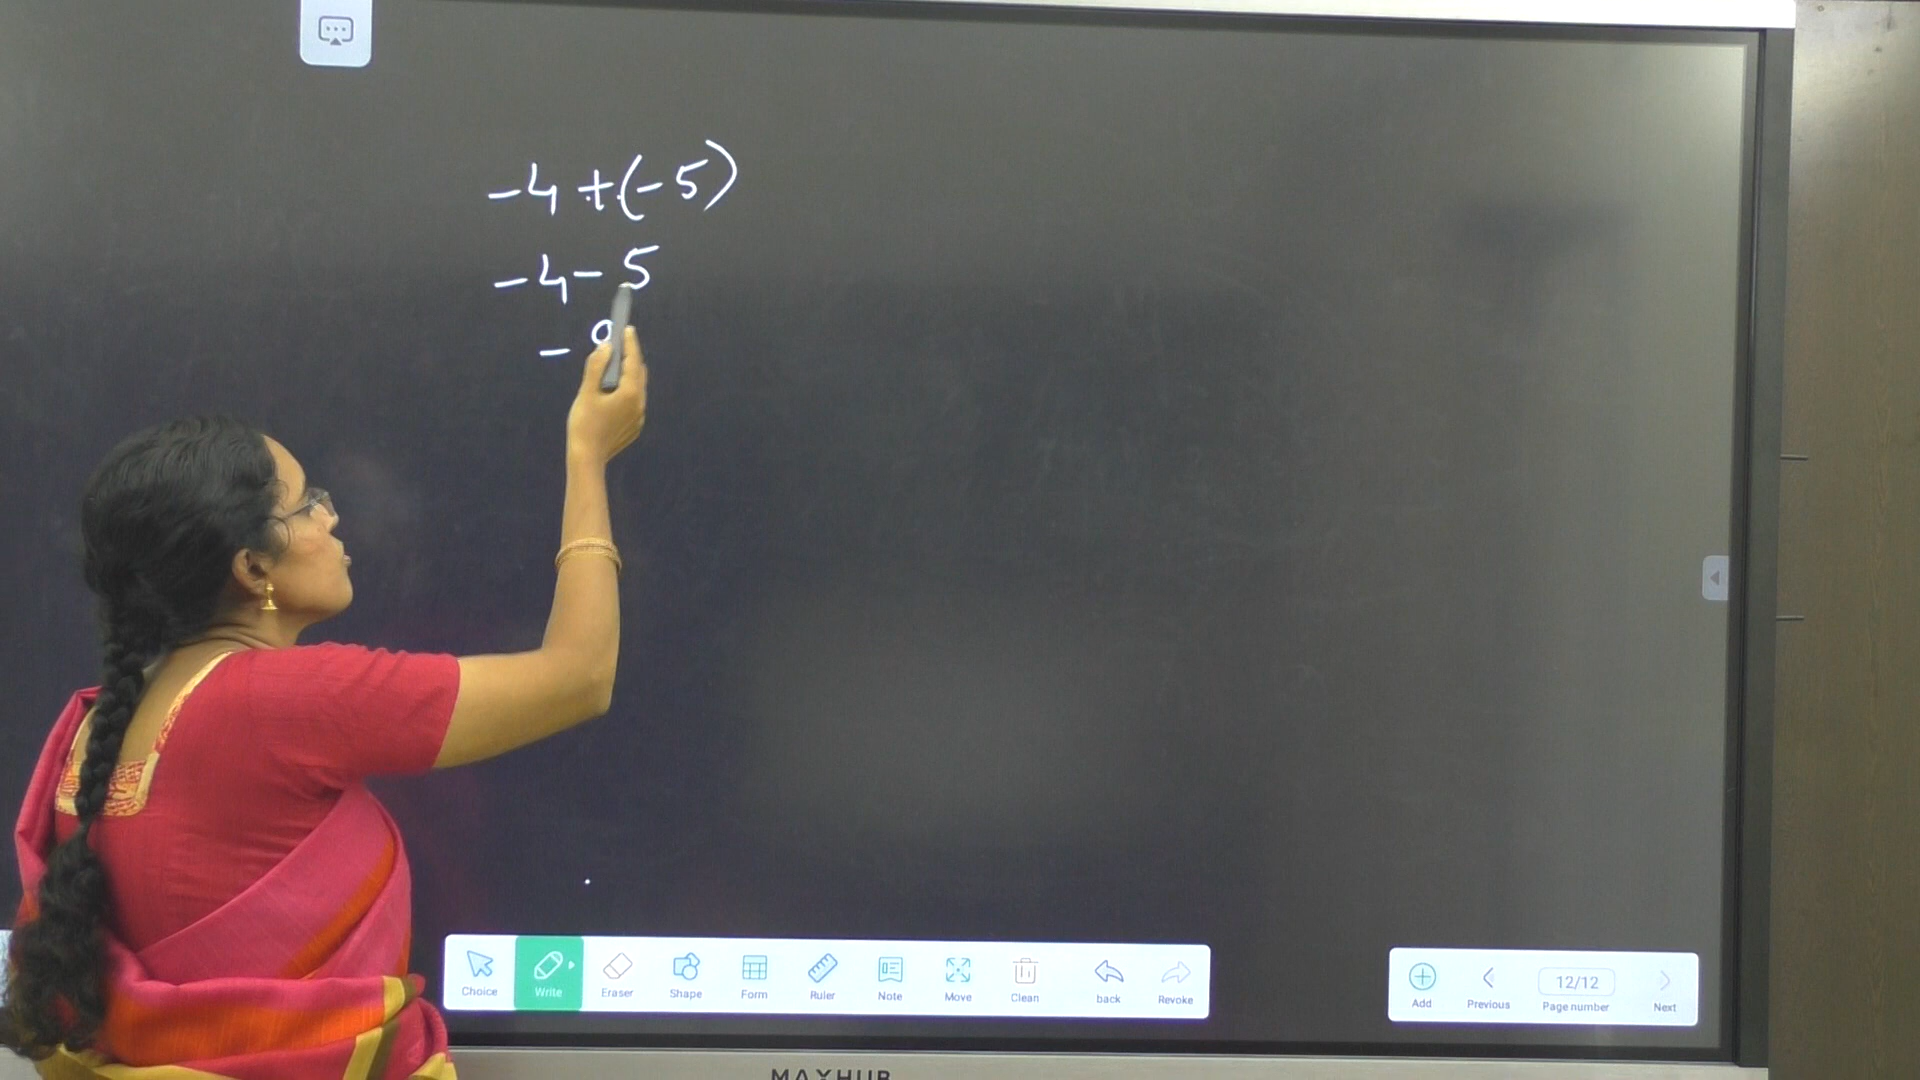 -4+(-5)
-4-5
-9
Choice
Write
Eraser
Shape
Form
Ruler
Note
Move
Clean
back
Revoke
Add
Previous
12/12
Page number
Next
MAXHUB